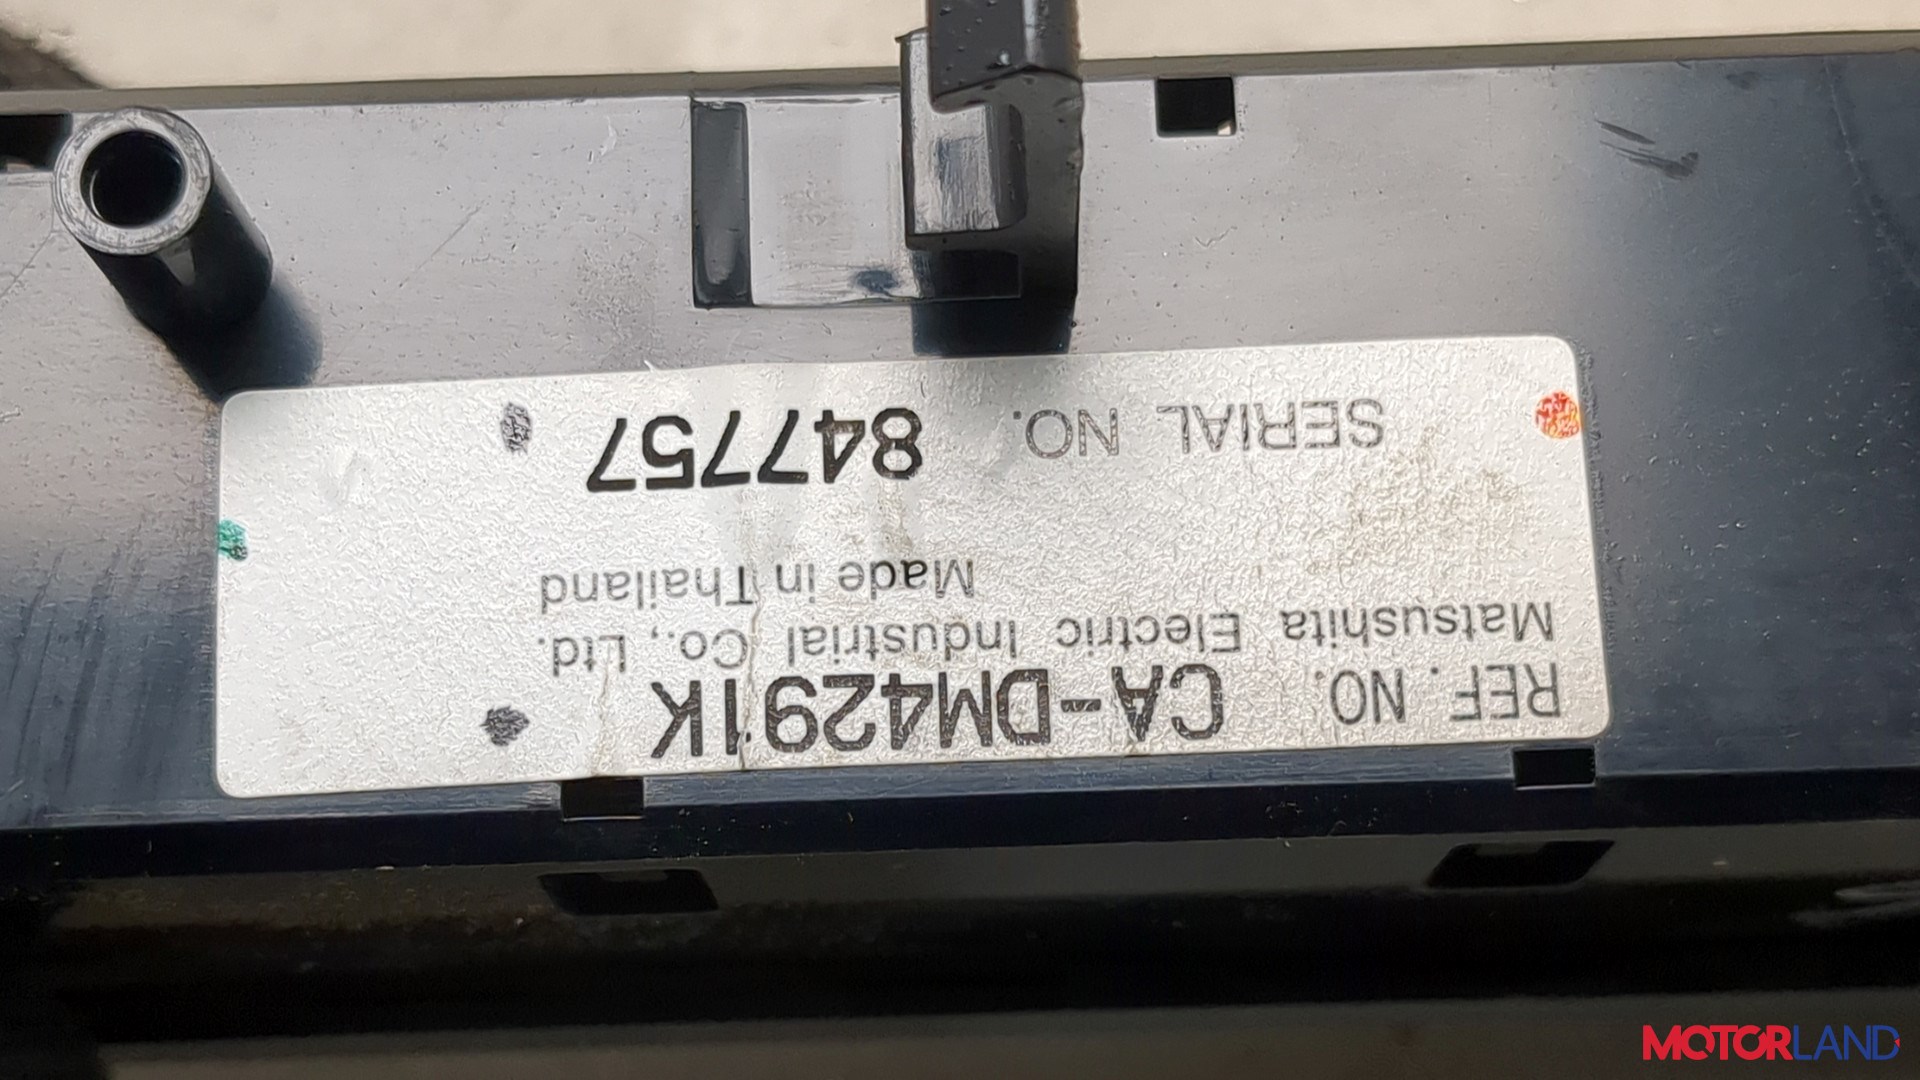 REF. NO. CA-DM4291K
Matsushita Electric Industrial Co., Ltd.
Made in Thailand
SERIAL NO. 847757
MOTORLAND